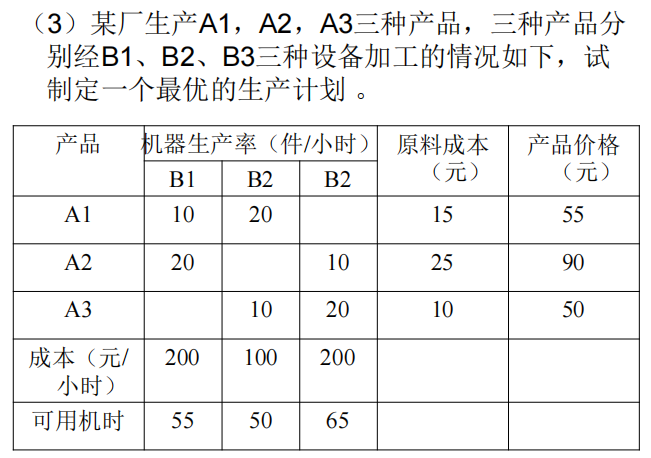 （3）某厂生产A1，A2，A3三种产品，三种产品分
别经B1、B2、B3三种设备加工的情况如下，试
制定一个最优的生产计划 。
产品 机器生产率（件/小时） 原料成本（元） 产品价格（元）
B1 B2 B2
A1 10 20 15 55
A2 20 10 25 90
A3 10 20 10 50
成本（元/小时） 200 100 200
可用机时 55 50 65